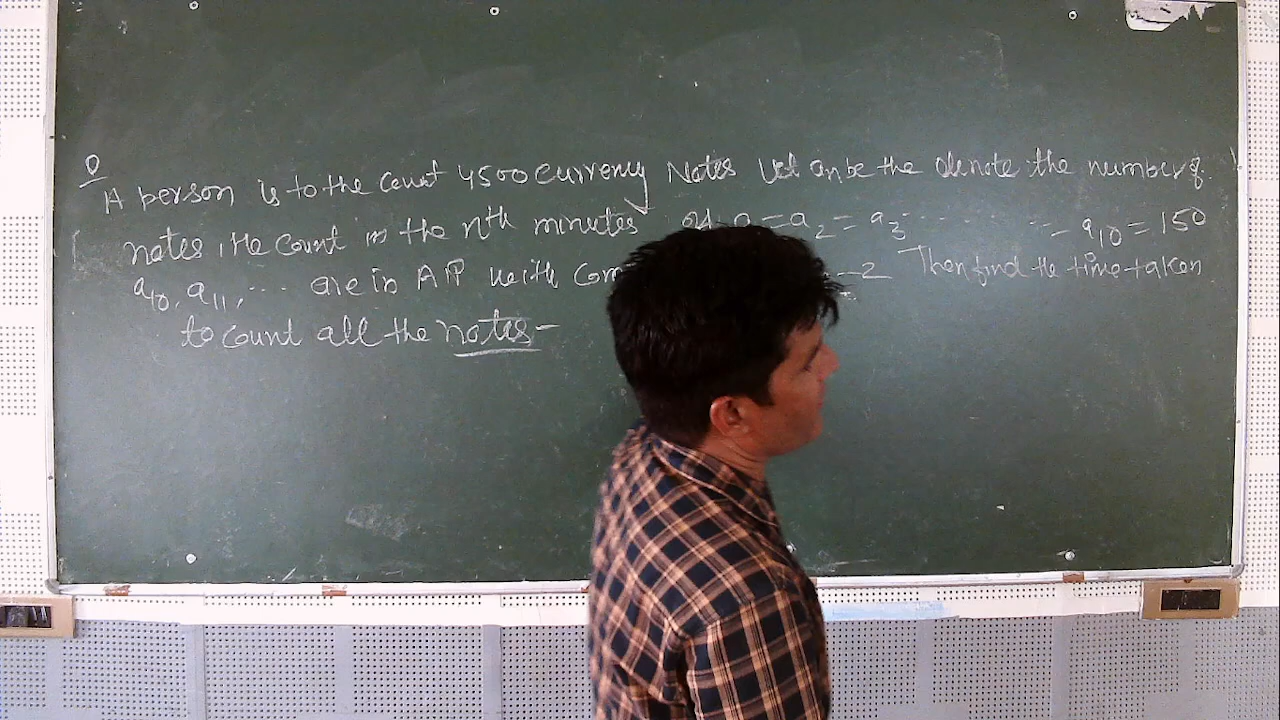 Q
A person is to the Count 4500 currency Notes Let an be the denote the number of
notes, He Count in the nth minutes If a = a2 = a3 ......... = a10 = 150
a10, a11, ... are in AP with Com -2 Then find the time taken
to count all the notes -